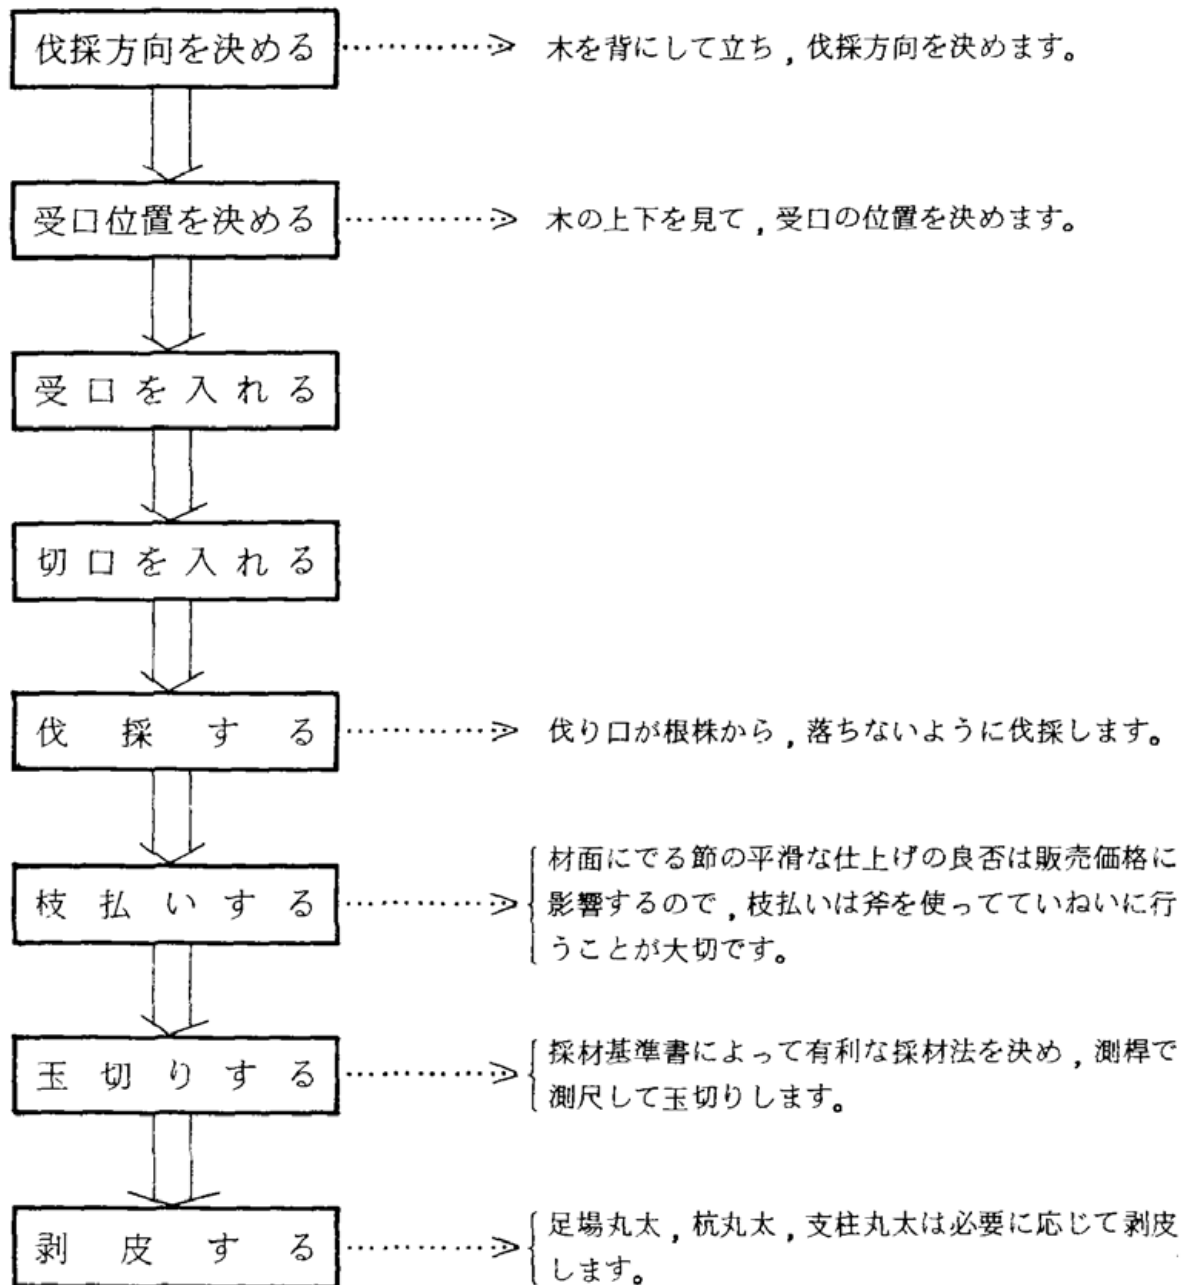 伐採方向を決める
木を背にして立ち，伐採方向を決めます。
受口位置を決める
木の上下を見て，受口の位置を決めます。
受口を入れる
切口を入れる
伐採する
伐り口が根株から，落ちないように伐採します。
枝払いする
材面にでる節の平滑な仕上げの良否は販売価格に
影響するので，枝払いは斧を使ってていねいに行
うことが大切です。
玉切りする
採材基準書によって有利な採材法を決め，測桿で
測尺して玉切りします。
剥皮する
足場丸太，杭丸太，支柱丸太は必要に応じて剥皮
します。